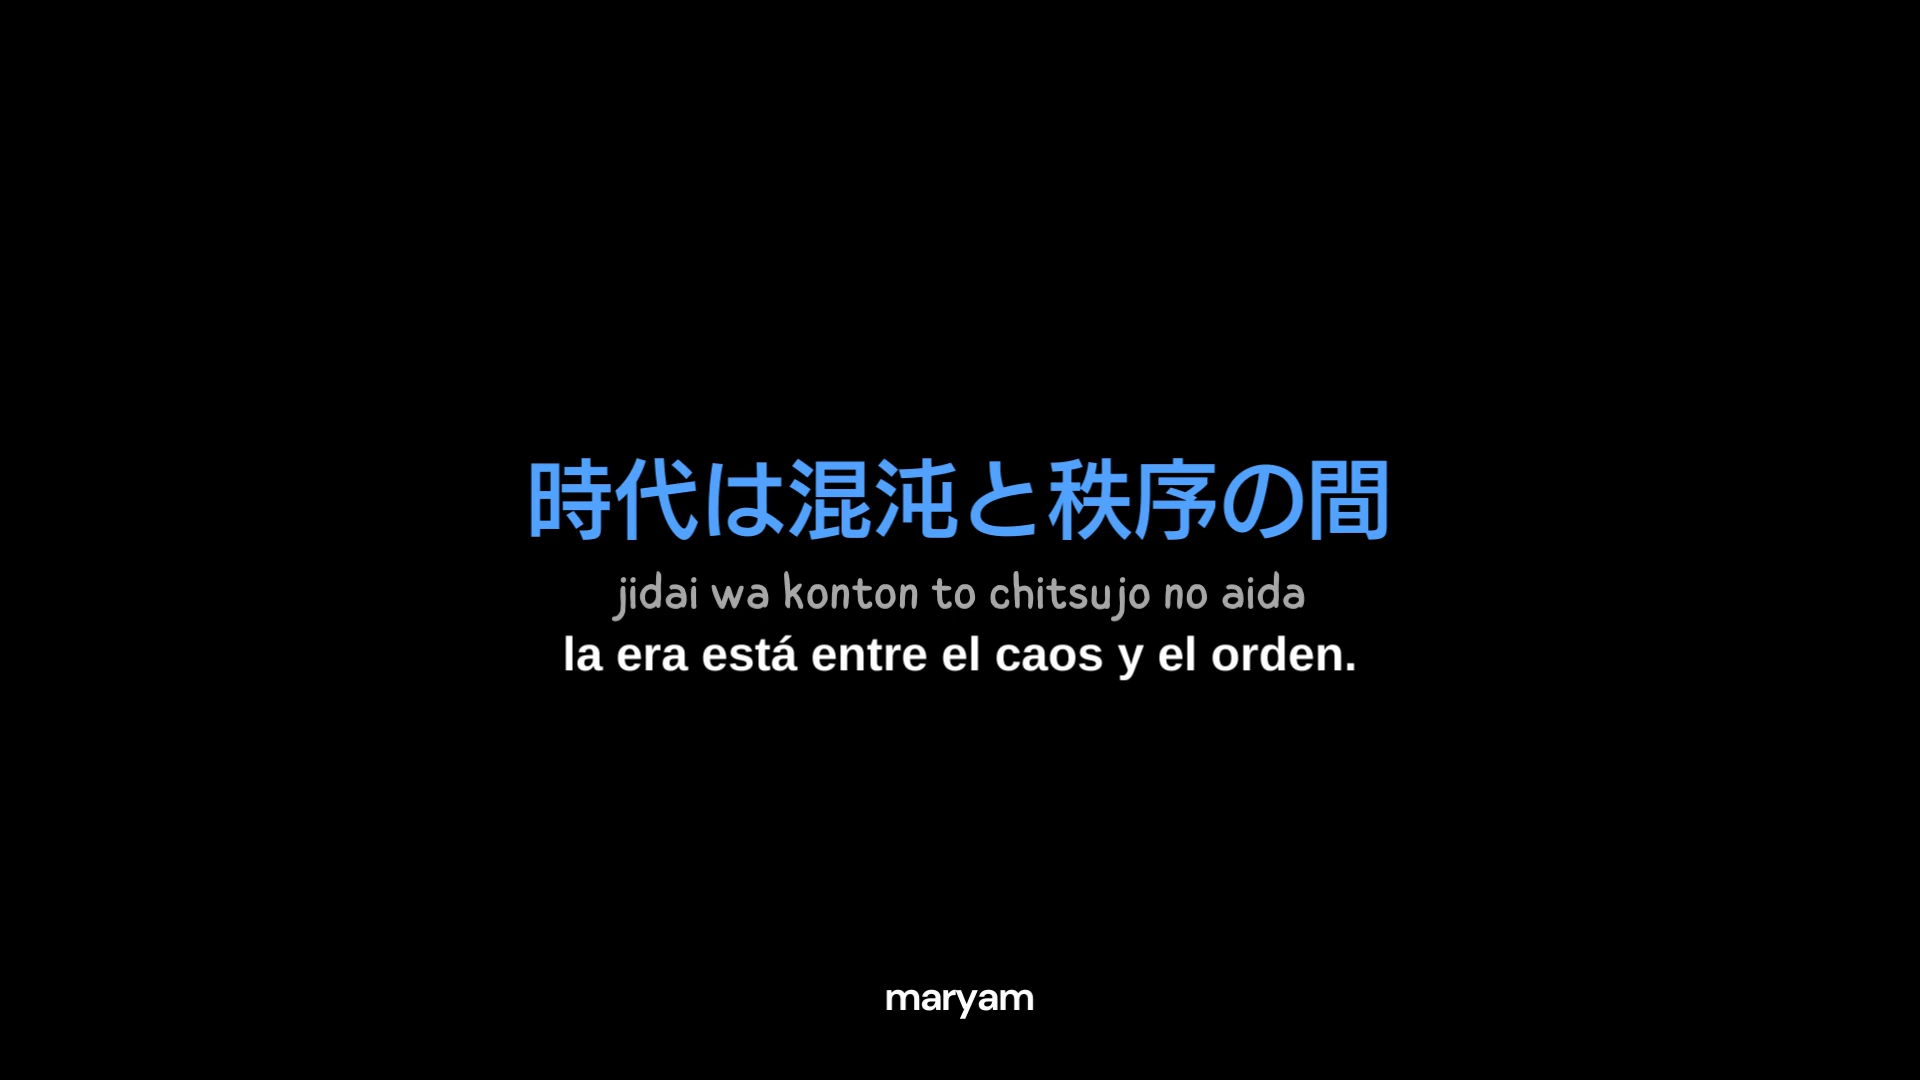 時代は混沌と秩序の間
jidai wa konton to chitsujo no aida
la era está entre el caos y el orden.
maryam